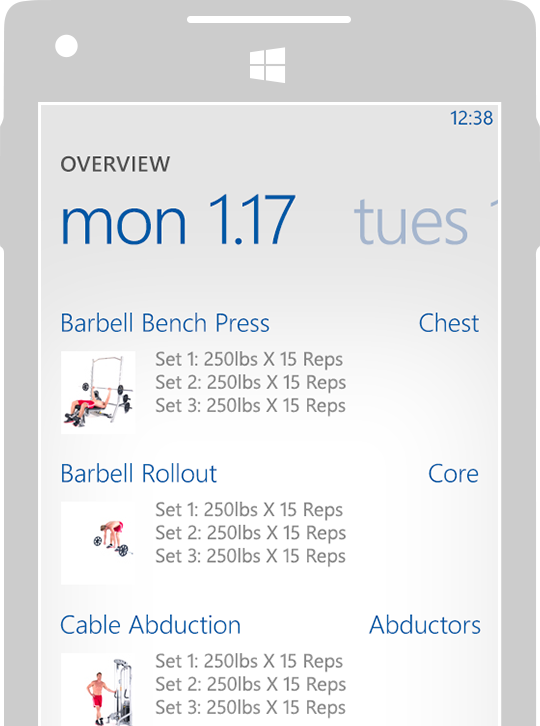 12:38
OVERVIEW
mon 1.17 tues
Barbell Bench Press Chest
Set 1: 250lbs X 15 Reps
Set 2: 250lbs X 15 Reps
Set 3: 250lbs X 15 Reps
Barbell Rollout Core
Set 1: 250lbs X 15 Reps
Set 2: 250lbs X 15 Reps
Set 3: 250lbs X 15 Reps
Cable Abduction Abductors
Set 1: 250lbs X 15 Reps
Set 2: 250lbs X 15 Reps
Set 3: 250lbs X 15 Reps